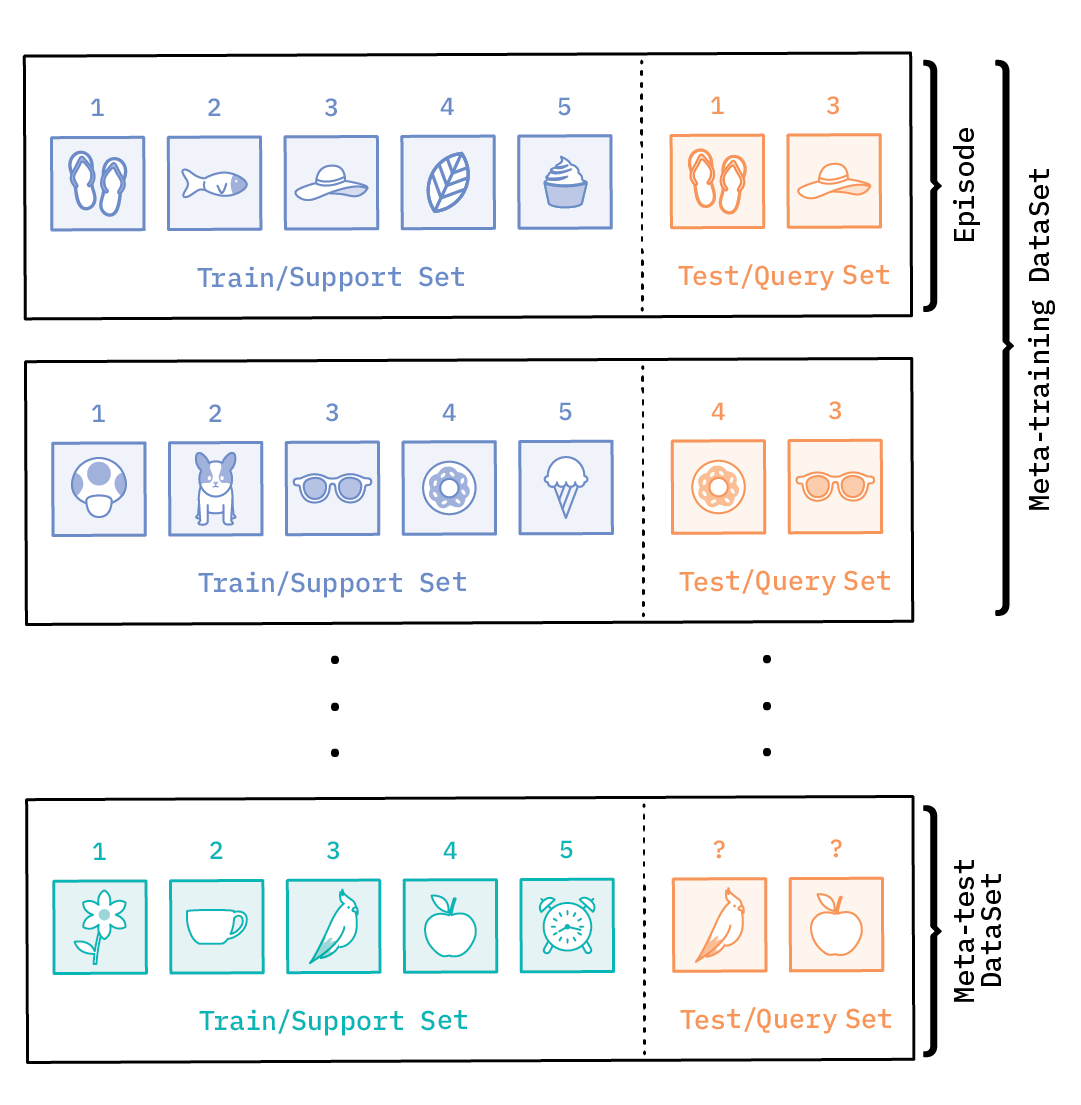 1 2 3 4 5 1 3
Train/Support Set Test/Query Set
Episode
Meta-training DataSet
1 2 3 4 5 4 3
Train/Support Set Test/Query Set
1 2 3 4 5 ? ?
Train/Support Set Test/Query Set
Meta-test
DataSet